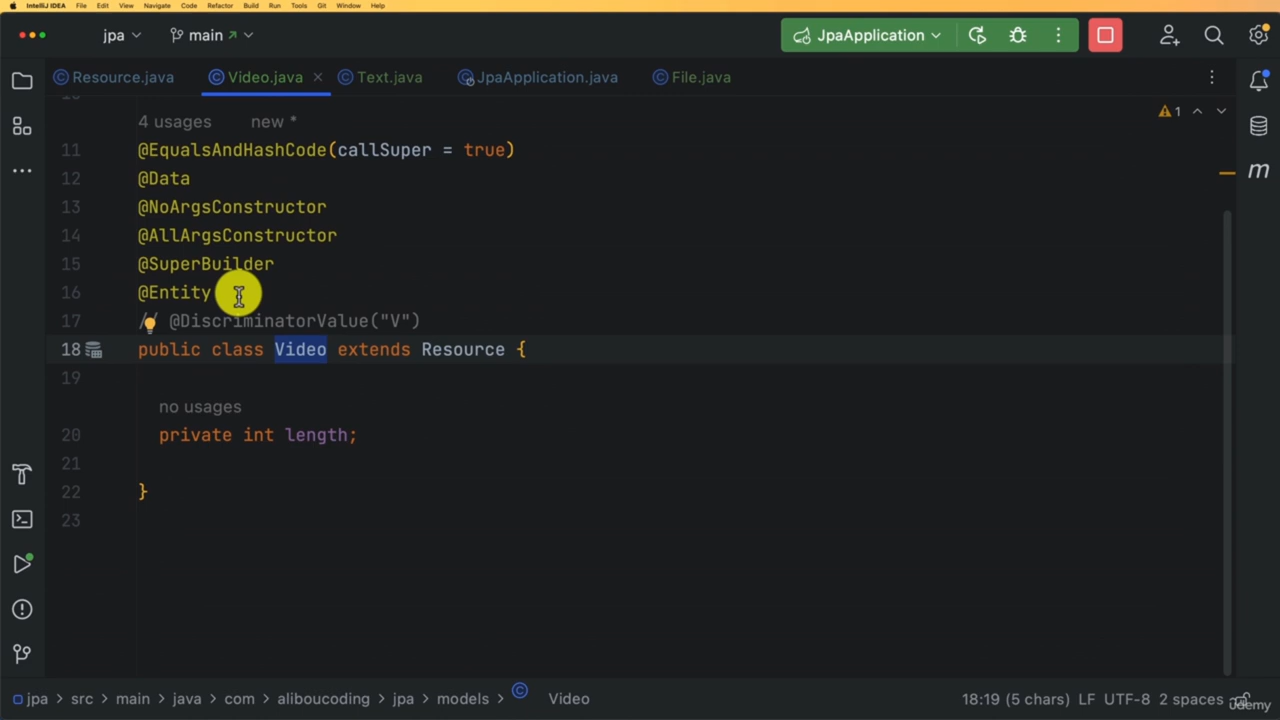 IntelliJ IDEA File Edit View Navigate Code Refactor Build Run Tools Git Window Help
jpa main JpaApplication
Resource.java Video.java Text.java JpaApplication.java File.java
4 usages new *
1
11 @EqualsAndHashCode(callSuper = true)
12 @Data
13 @NoArgsConstructor
14 @AllArgsConstructor
15 @SuperBuilder
16 @Entity
17 // @DiscriminatorValue("V")
18 public class Video extends Resource {
19
no usages
20 private int length;
21
22 }
23
jpa > src > main > java > com > aliboucoding > jpa > models > Video 18:19 (5 chars) LF UTF-8 2 spaces
udemy